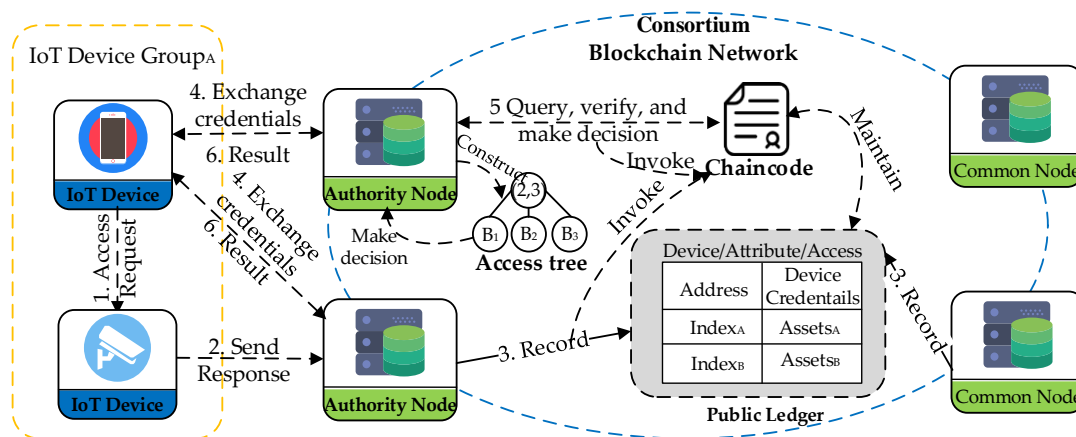 Consortium
Blockchain Network
IoT Device GroupA
4. Exchange
credentials
6. Result
5 Query, verify, and
make decision
Invoke
Chaincode
Maintain
Common Node
IoT Device
Authority Node
Construct
(2,3)
B1
B2
B3
Access tree
Make
decision
4. Exchange
credentials
6. Result
1. Access
Request
Invoke
Device/Attribute/Access
Address
Device
Credentails
IndexA
AssetsA
IndexB
AssetsB
3. Record
2. Send
Response
3. Record
IoT Device
Authority Node
Public Ledger
Common Node